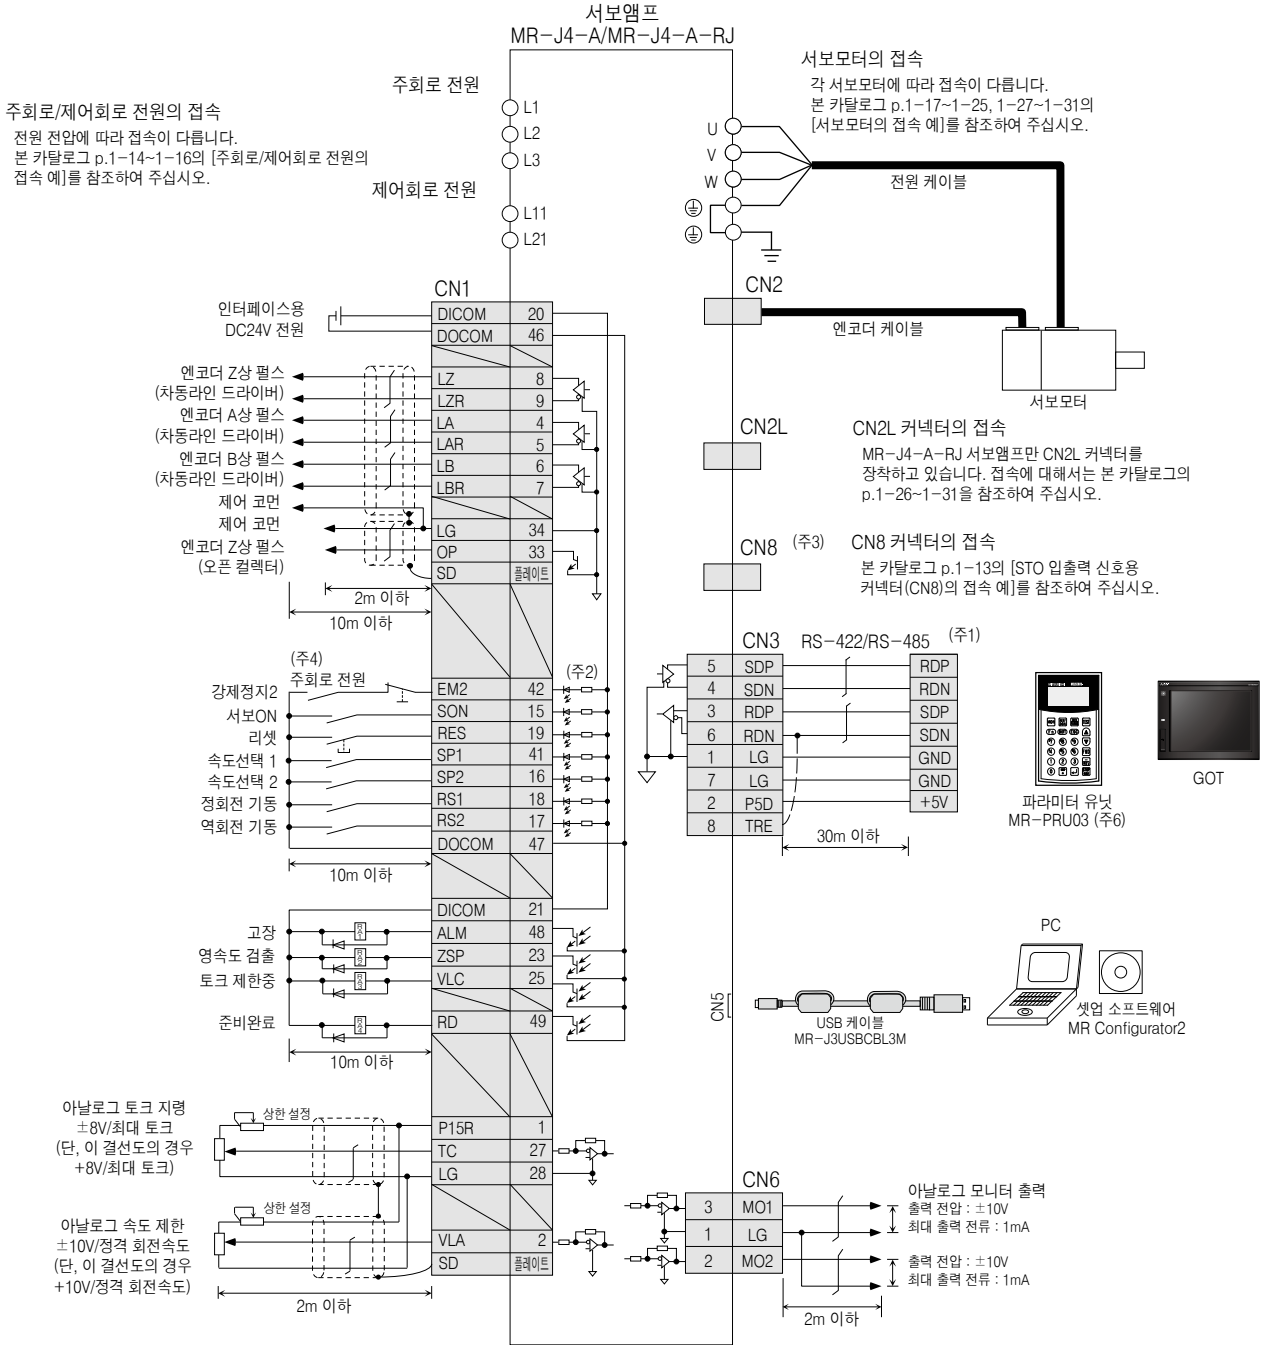 서보앰프
MR-J4-A/MR-J4-A-RJ
주회로/제어회로 전원의 접속
전원 전압에 따라 접속이 다릅니다.
본 카탈로그 p.1-14~1-16의 [주회로/제어회로 전원의
접속 예]를 참조하여 주십시오.
주회로 전원
L1
L2
L3
제어회로 전원
L11
L21
서보모터의 접속
각 서보모터에 따라 접속이 다릅니다.
본 카탈로그 p.1-17~1-25, 1-27~1-31의
[서보모터의 접속 예]를 참조하여 주십시오.
U
V
W
전원 케이블
CN2
엔코더 케이블
서보모터
CN2L
CN2L 커넥터의 접속
MR-J4-A-RJ 서보앰프만 CN2L 커넥터를
장착하고 있습니다. 접속에 대해서는 본 카탈로그의
p.1-26~1-31을 참조하여 주십시오.
CN8 (주3)
CN8 커넥터의 접속
본 카탈로그 p.1-13의 [STO 입출력 신호용
커넥터(CN8)의 접속 예]를 참조하여 주십시오.
CN1
인터페이스용
DC24V 전원
DICOM 20
DOCOM 46
엔코더 Z상 펄스
(차동라인 드라이버)
LZ 8
LZR 9
엔코더 A상 펄스
(차동라인 드라이버)
LA 4
LAR 5
엔코더 B상 펄스
(차동라인 드라이버)
LB 6
LBR 7
제어 코먼
제어 코먼
LG 34
엔코더 Z상 펄스
(오픈 컬렉터)
OP 33
SD 플레이트
2m 이하
10m 이하
(주4)
주회로 전원
(주2)
강제정지2 EM2 42
서보ON SON 15
리셋 RES 19
속도선택 1 SP1 41
속도선택 2 SP2 16
정회전 기동 RS1 18
역회전 기동 RS2 17
DOCOM 47
10m 이하
DICOM 21
고장 RA1 ALM 48
영속도 검출 RA2 ZSP 23
토크 제한중 RA3 VLC 25
준비완료 RA4 RD 49
10m 이하
아날로그 토크 지령
±8V/최대 토크
(단, 이 결선도의 경우
+8V/최대 토크)
상한 설정
P15R 1
TC 27
LG 28
아날로그 속도 제한
±10V/정격 회전속도
(단, 이 결선도의 경우
+10V/정격 회전속도)
상한 설정
VLA 2
SD 플레이트
2m 이하
CN3
RS-422/RS-485 (주1)
5 SDP RDP
4 SDN RDN
3 RDP SDP
6 RDN SDN
1 LG GND
7 LG GND
2 P5D +5V
8 TRE
30m 이하
파라미터 유닛
MR-PRU03 (주6)
GOT
CN5
USB 케이블
MR-J3USBCBL3M
PC
셋업 소프트웨어
MR Configurator2
CN6
3 MO1
1 LG
2 MO2
아날로그 모니터 출력
출력 전압 : ±10V
최대 출력 전류 : 1mA
출력 전압 : ±10V
최대 출력 전류 : 1mA
2m 이하